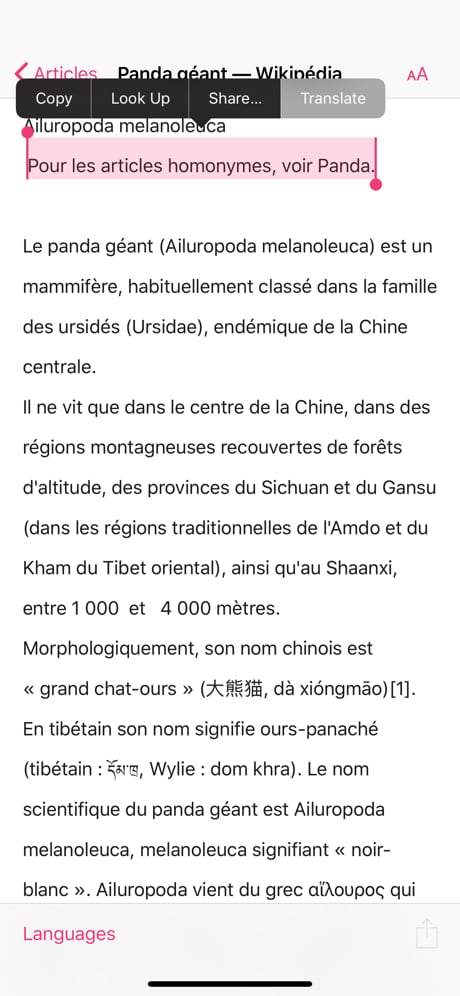 Articles
Panda géant — Wikipédia
AA
Copy
Look Up
Share...
Translate
Ailuropoda melanoleuca
Pour les articles homonymes, voir Panda.
Le panda géant (Ailuropoda melanoleuca) est un
mammifère, habituellement classé dans la famille
des ursidés (Ursidae), endémique de la Chine
centrale.
Il ne vit que dans le centre de la Chine, dans des
régions montagneuses recouvertes de forêts
d'altitude, des provinces du Sichuan et du Gansu
(dans les régions traditionnelles de l'Amdo et du
Kham du Tibet oriental), ainsi qu'au Shaanxi,
entre 1 000 et 4 000 mètres.
Morphologiquement, son nom chinois est
« grand chat-ours » (大熊猫, dà xióngmāo)[1].
En tibétain son nom signifie ours-panaché
(tibétain : དོམ་ཁྲ, Wylie : dom khra). Le nom
scientifique du panda géant est Ailuropoda
melanoleuca, melanoleuca signifiant « noir-
blanc ». Ailuropoda vient du grec αἴλουρος qui
Languages